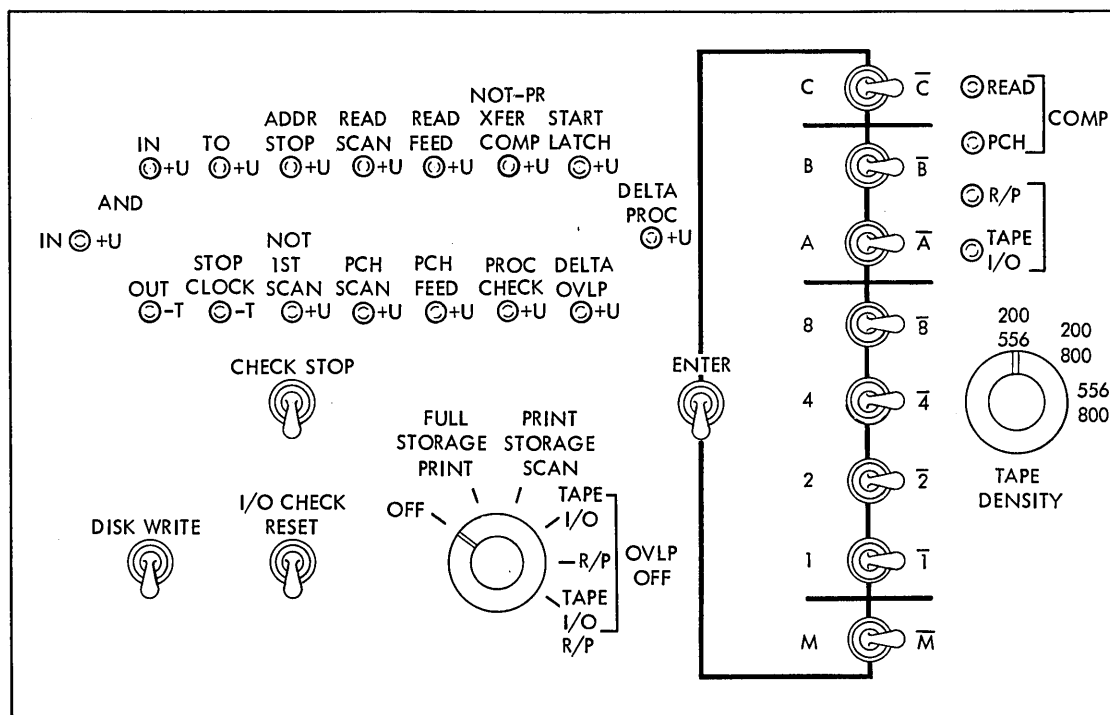 NOT-PR
ADDR READ READ XFER START
IN TO STOP SCAN FEED COMP LATCH
+U +U +U +U +U +U +U
AND
IN +U
DELTA
PROC
+U
NOT
STOP 1ST PCH PCH PROC DELTA
OUT CLOCK SCAN SCAN FEED CHECK OVLP
-T -T +U +U +U +U +U
CHECK STOP
DISK WRITE
I/O CHECK
RESET
OFF
FULL
STORAGE
PRINT
PRINT
STORAGE
SCAN
TAPE
I/O
R/P
TAPE
I/O
R/P
OVLP
OFF
ENTER
C C̅
B B̅
A A̅
8 8̅
4 4̅
2 2̅
1 1̅
M M̅
READ
PCH
COMP
R/P
TAPE
I/O
200
556
200
800
556
800
TAPE
DENSITY